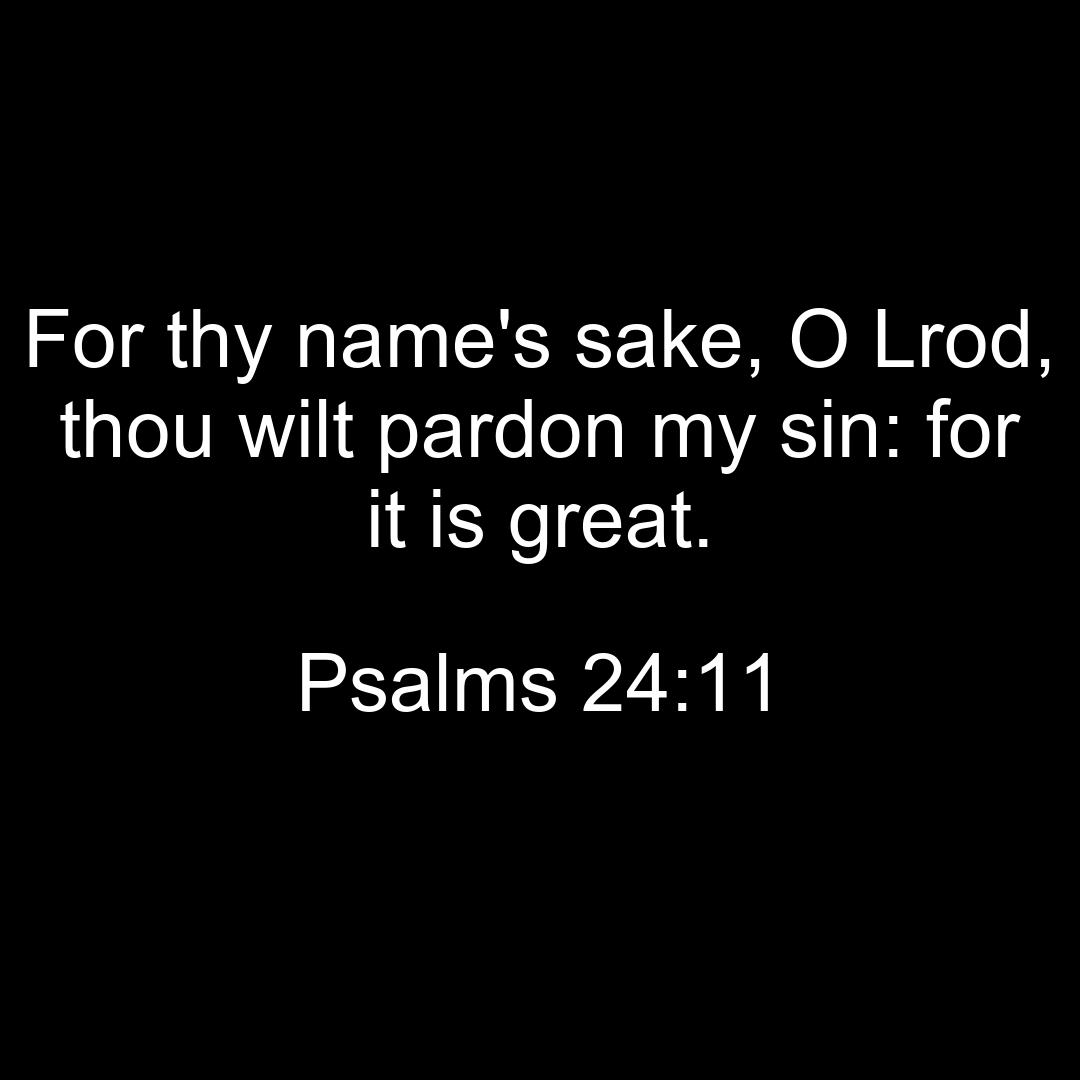 For thy name's sake, O Lrod,
thou wilt pardon my sin: for
it is great.
Psalms 24:11